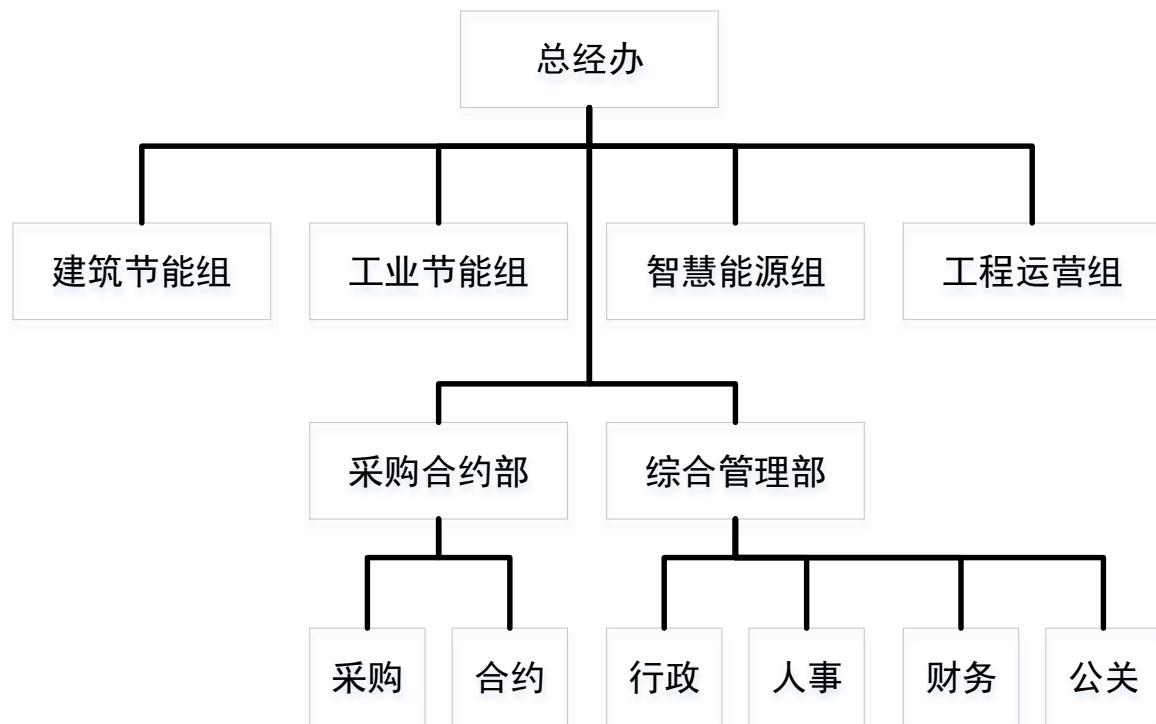 总经办
建筑节能组
工业节能组
智慧能源组
工程运营组
采购合约部
综合管理部
采购
合约
行政
人事
财务
公关